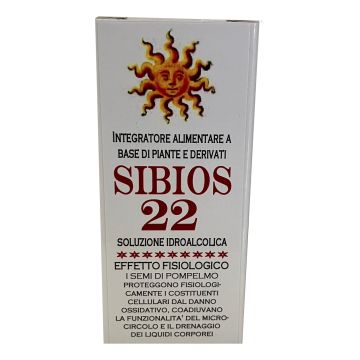 INTEGRATORE ALIMENTARE A
BASE DI PIANTE E DERIVATI
SIBIOS
22
SOLUZIONE IDROALCOLICA
EFFETTO FISIOLOGICO
I SEMI DI POMPELMO
PROTEGGONO FISIOLOGI-
CAMENTE I COSTITUENTI
CELLULARI DAL DANNO
OSSIDATIVO, COADIUVANO
LA FUNZIONALITA' DEL MICRO-
CIRCOLO E IL DRENAGGIO
DEI LIQUIDI CORPOREI